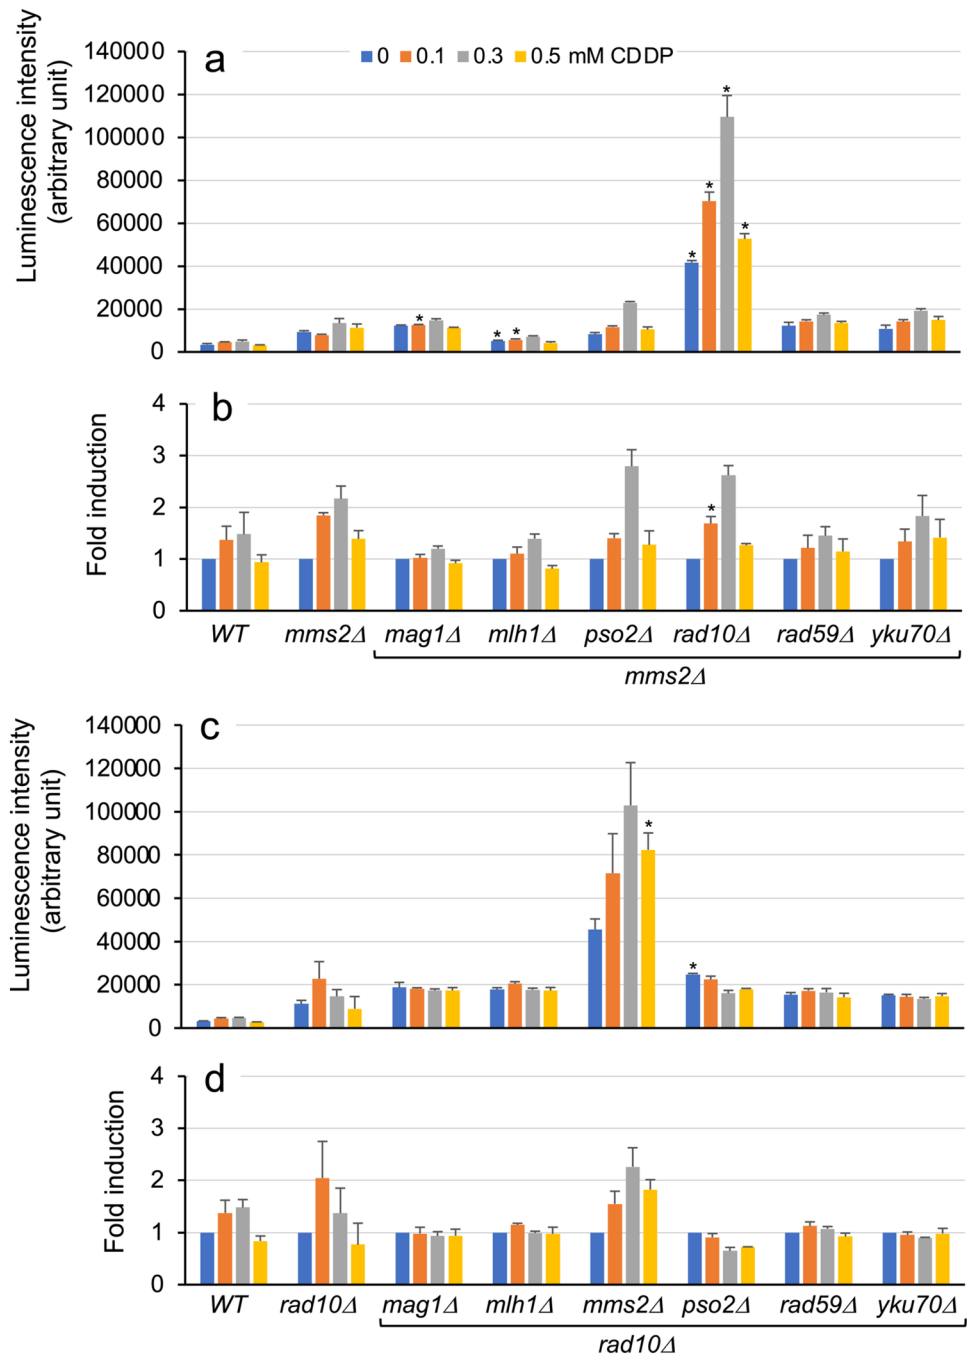 a
0 0.1 0.3 0.5 mM CDDP
Luminescence intensity
(arbitrary unit)
140000
120000
100000
80000
60000
40000
20000
0
* * * * * * *
b
Fold induction
4
3
2
1
0
*
WT mms2Δ mag1Δ mlh1Δ pso2Δ rad10Δ rad59Δ yku70Δ
mms2Δ
c
Luminescence intensity
(arbitrary unit)
140000
120000
100000
80000
60000
40000
20000
0
* *
d
Fold induction
4
3
2
1
0
WT rad10Δ mag1Δ mlh1Δ mms2Δ pso2Δ rad59Δ yku70Δ
rad10Δ